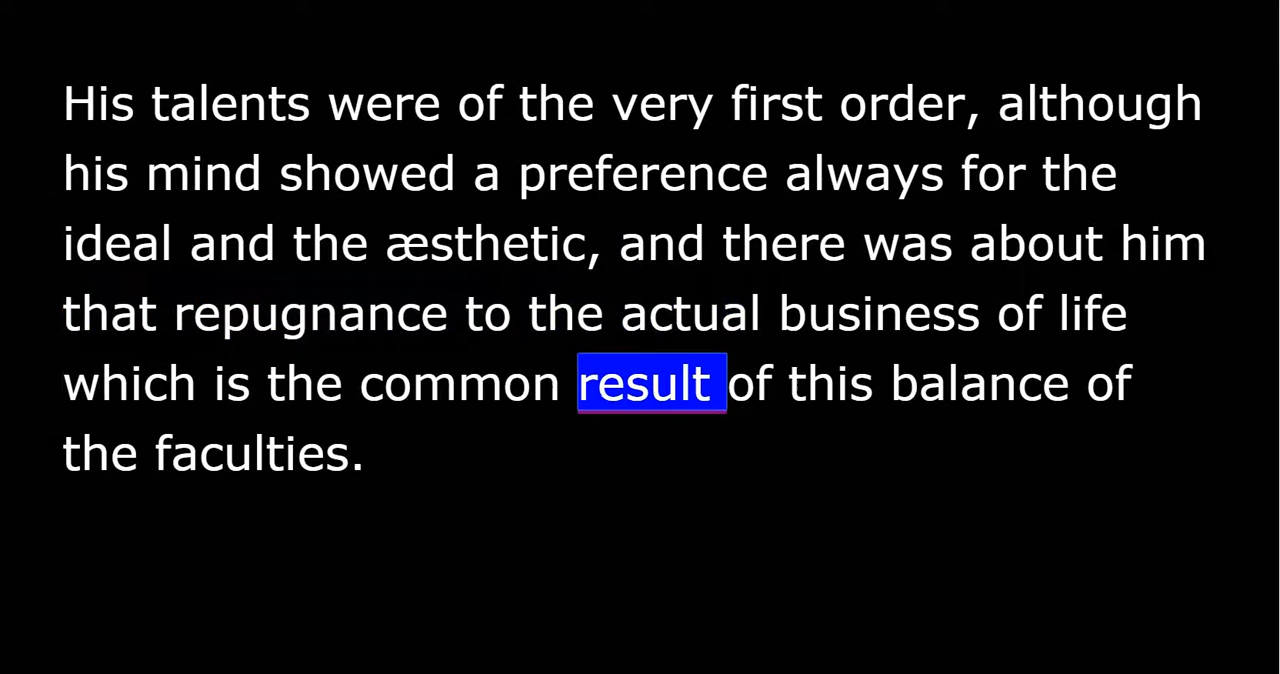 His talents were of the very first order, although
his mind showed a preference always for the
ideal and the æsthetic, and there was about him
that repugnance to the actual business of life
which is the common result of this balance of
the faculties.